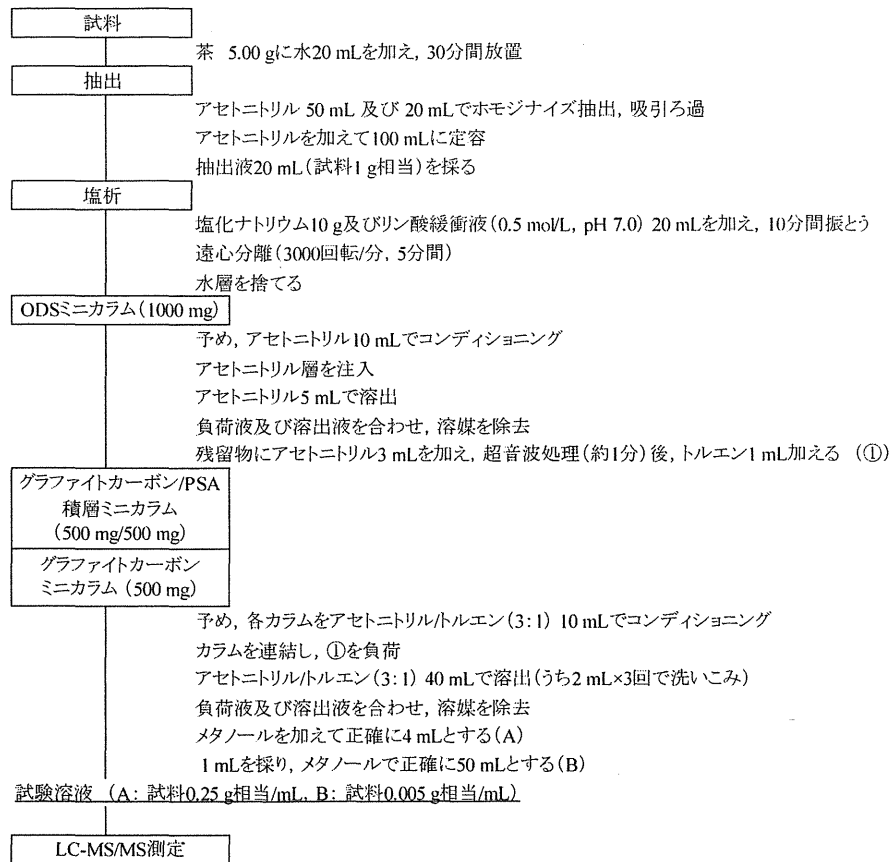 試料
茶 5.00 gに水20 mLを加え, 30分間放置
抽出
アセトニトリル 50 mL 及び 20 mLでホモジナイズ抽出, 吸引ろ過
アセトニトリルを加えて100 mLに定容
抽出液20 mL(試料1 g相当)を採る
塩析
塩化ナトリウム10 g及びリン酸緩衝液(0.5 mol/L, pH 7.0) 20 mLを加え, 10分間振とう
遠心分離(3000回転/分, 5分間)
水層を捨てる
ODSミニカラム(1000 mg)
予め, アセトニトリル10 mLでコンディショニング
アセトニトリル層を注入
アセトニトリル5 mLで溶出
負荷液及び溶出液を合わせ, 溶媒を除去
残留物にアセトニトリル3 mLを加え, 超音波処理(約1分)後, トルエン1 mL加える (①)
グラファイトカーボン/PSA
積層ミニカラム
(500 mg/500 mg)
グラファイトカーボン
ミニカラム (500 mg)
予め, 各カラムをアセトニトリル/トルエン(3:1) 10 mLでコンディショニング
カラムを連結し, ①を負荷
アセトニトリル/トルエン(3:1) 40 mLで溶出(うち2 mL×3回で洗いこみ)
負荷液及び溶出液を合わせ, 溶媒を除去
メタノールを加えて正確に4 mLとする(A)
1 mLを採り, メタノールで正確に50 mLとする(B)
試験溶液 (A: 試料0.25 g相当/mL, B: 試料0.005 g相当/mL)
LC-MS/MS測定